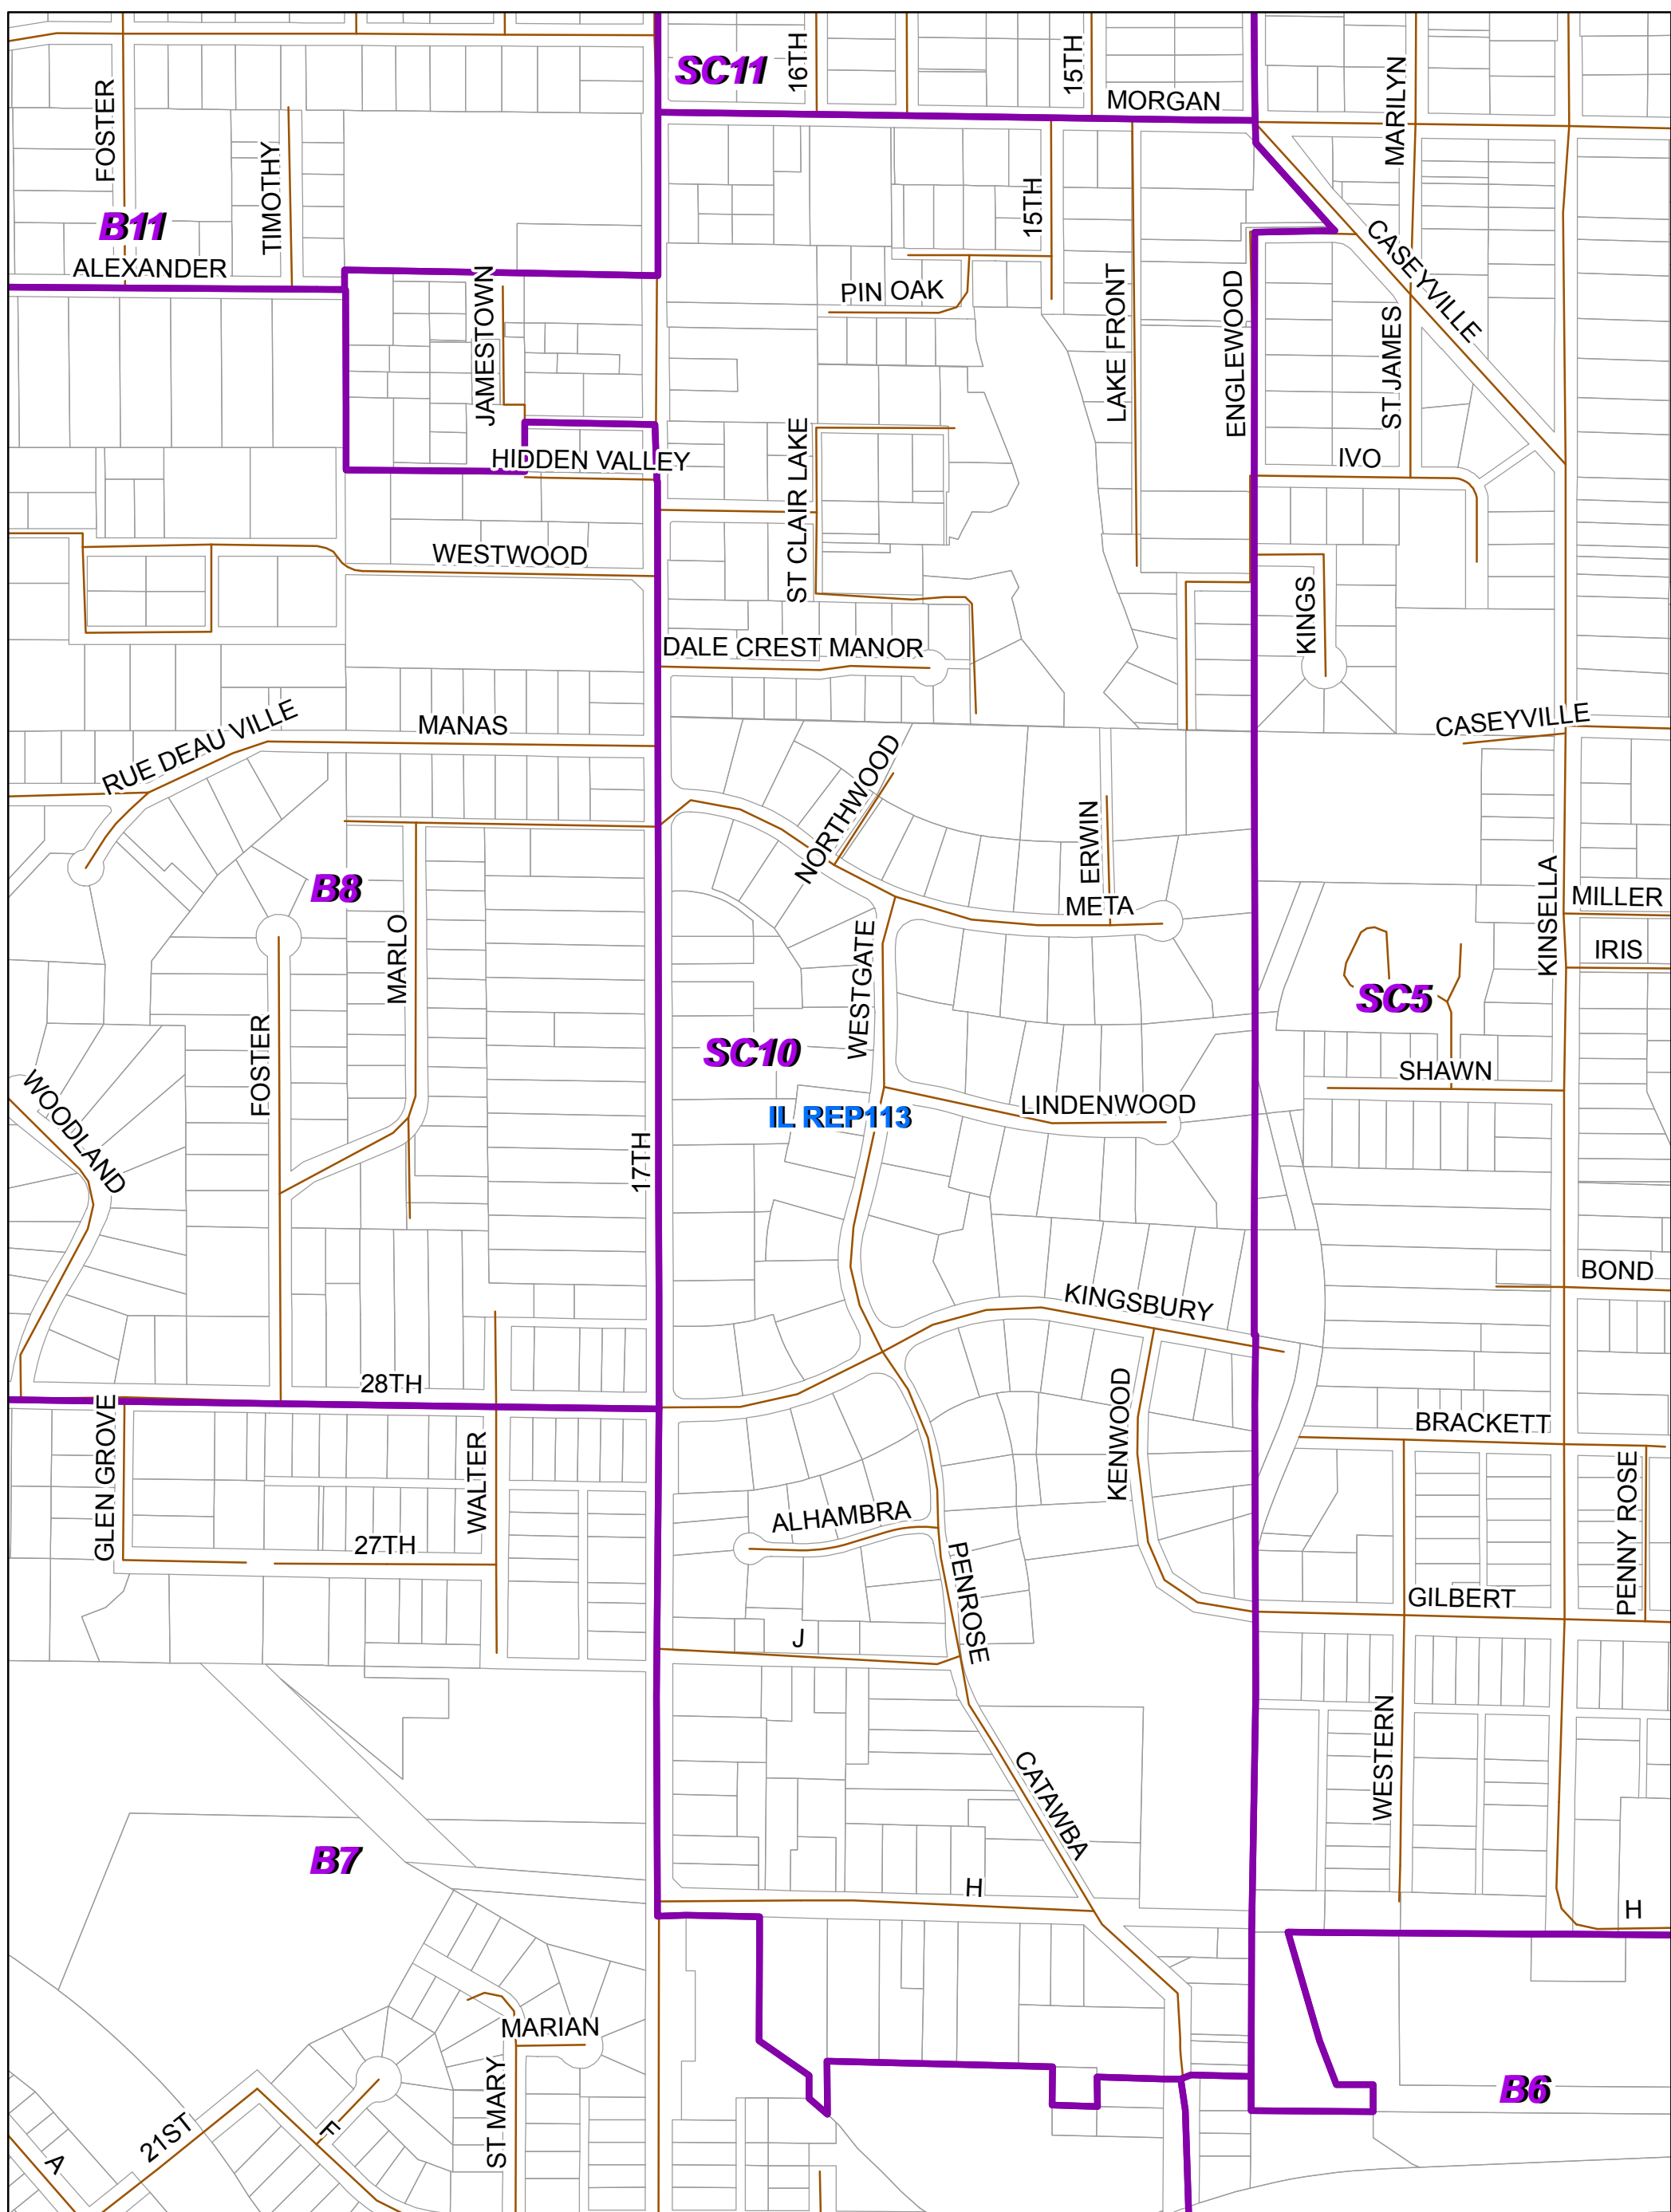 SC11
16TH
15TH
MORGAN
MARILYN
FOSTER
TIMOTHY
B11
ALEXANDER
15TH
CASEYVILLE
JAMESTOWN
PIN OAK
LAKE FRONT
ENGLEWOOD
ST JAMES
HIDDEN VALLEY
ST CLAIR LAKE
IVO
WESTWOOD
KINGS
DALE CREST MANOR
RUE DEAU VILLE
MANAS
CASEYVILLE
NORTHWOOD
ERWIN
B8
META
KINSELLA
MILLER
MARLO
WESTGATE
IRIS
SC5
FOSTER
SC10
SHAWN
WOODLAND
IL REP113
LINDENWOOD
17TH
BOND
KINGSBURY
28TH
KENWOOD
BRACKETT
GLEN GROVE
WALTER
PENNY ROSE
27TH
ALHAMBRA
PENROSE
GILBERT
J
WESTERN
CATAWBA
B7
H
H
MARIAN
B6
ST MARY
21ST
F
A